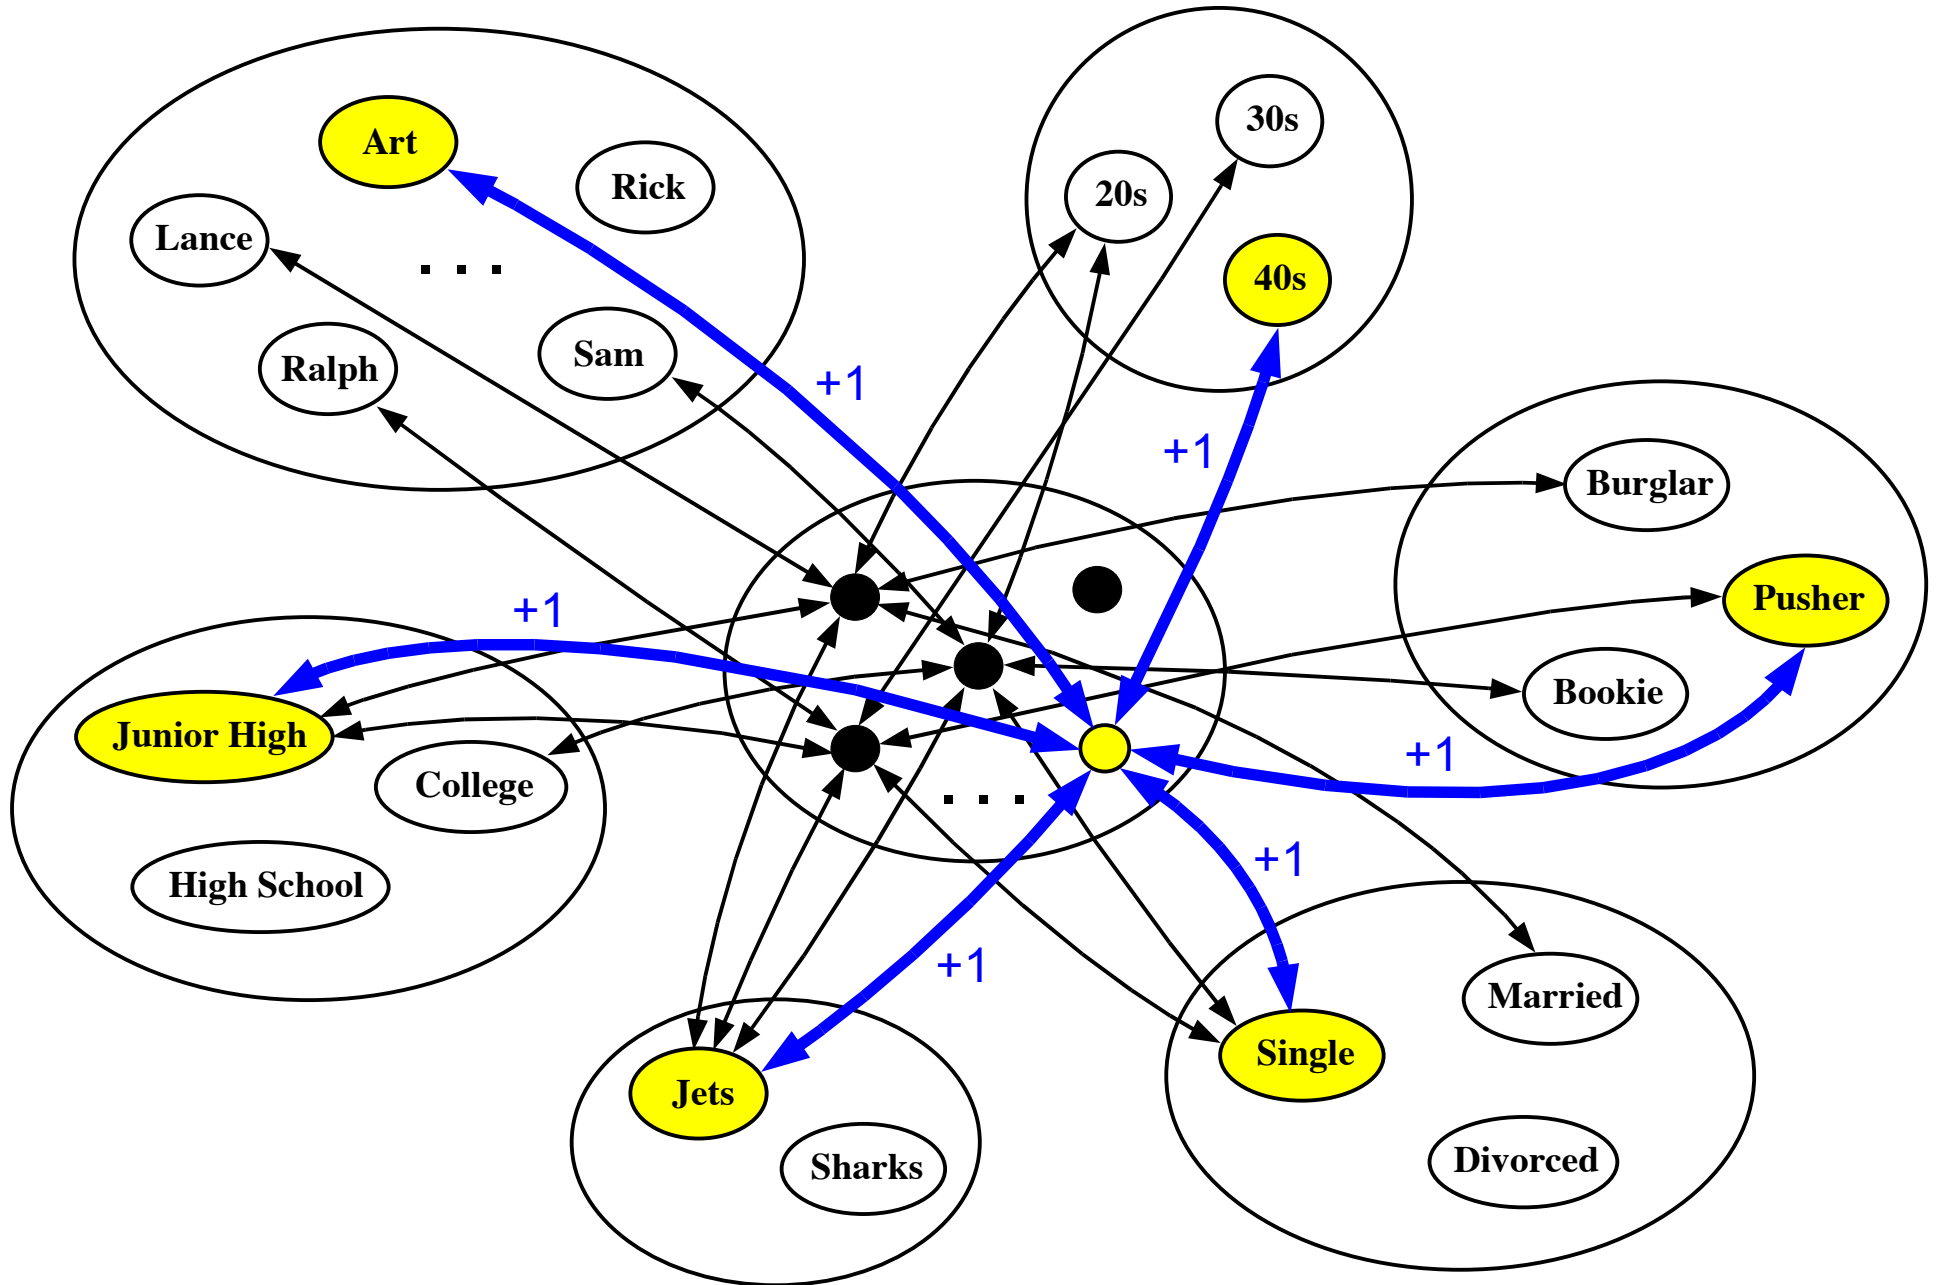 Art
Rick
Lance
. . .
Ralph
Sam
30s
20s
40s
+1
+1
Burglar
Pusher
Bookie
+1
Junior High
College
High School
+1
. . .
+1
+1
Married
Single
Divorced
Jets
Sharks